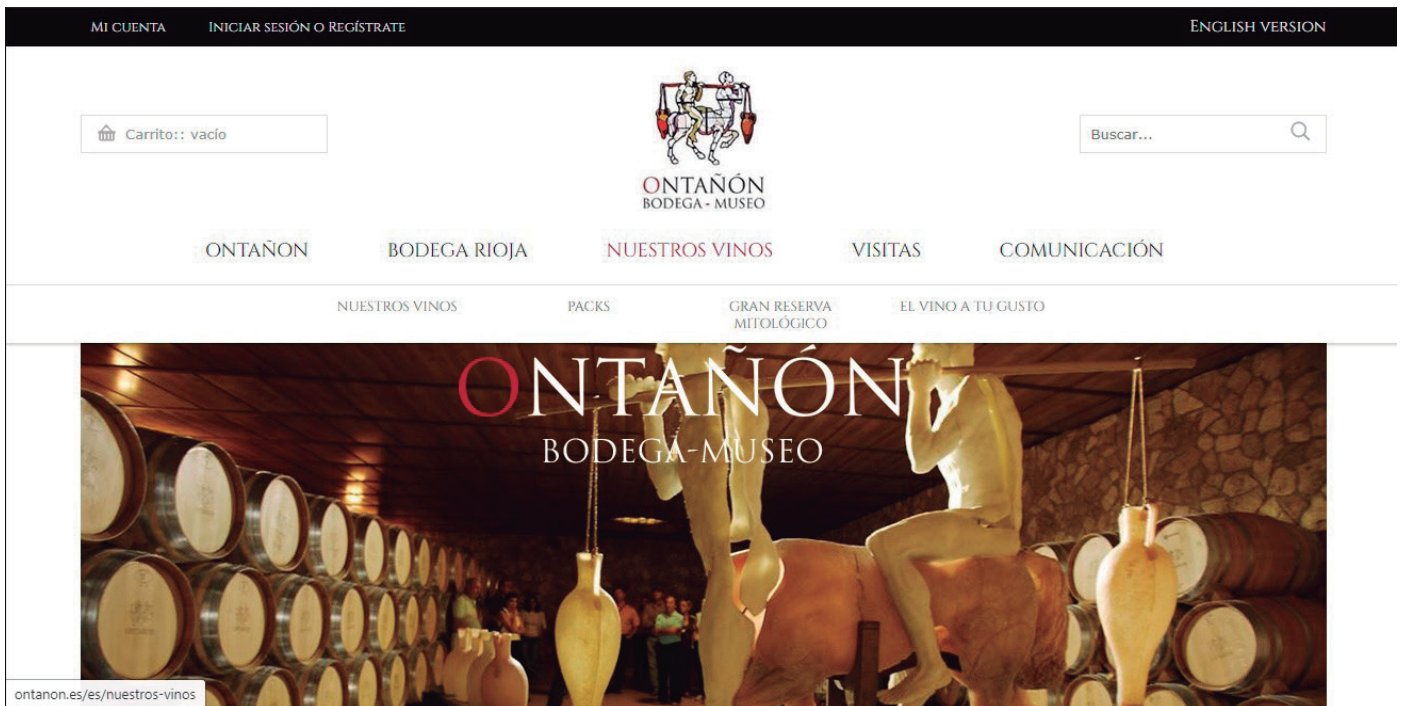 MI CUENTA INICIAR SESIÓN O REGÍSTRATE ENGLISH VERSION
Carrito:: vacío
Buscar...
ONTAÑÓN
BODEGA - MUSEO
ONTAÑON BODEGA RIOJA NUESTROS VINOS VISITAS COMUNICACIÓN
NUESTROS VINOS PACKS GRAN RESERVA MITOLÓGICO EL VINO A TU GUSTO
ONTAÑÓN
BODEGA-MUSEO
ontanon.es/es/nuestros-vinos